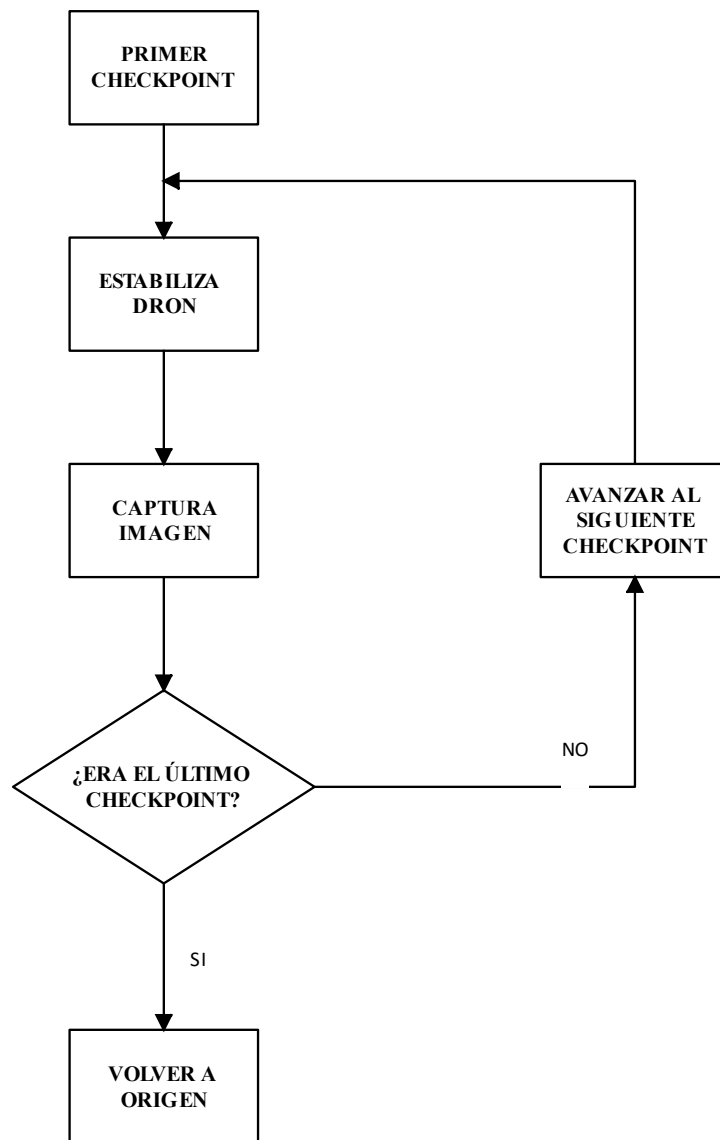 PRIMER
CHECKPOINT
ESTABILIZA
DRON
CAPTURA
IMAGEN
AVANZAR AL
SIGUIENTE
CHECKPOINT
¿ERA EL ÚLTIMO
CHECKPOINT?
NO
SI
VOLVER A
ORIGEN